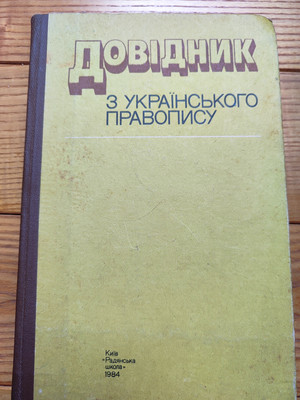 ДОВІДНИК
З УКРАЇНСЬКОГО
ПРАВОПИСУ
Київ
«Радянська
школа»
1984